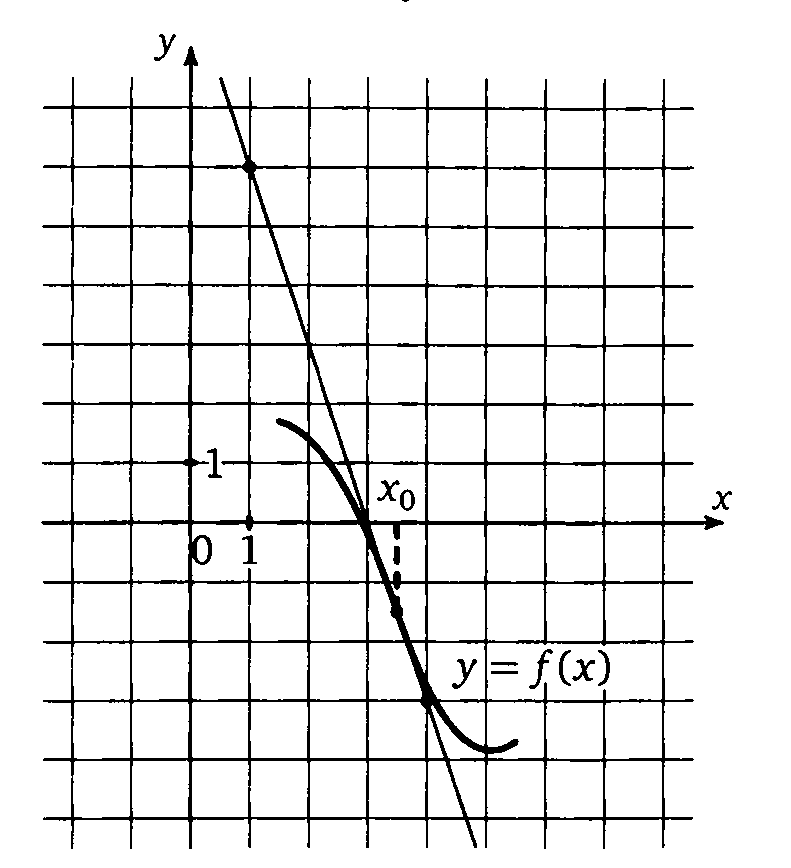 y
1
x₀
x
0 1
y = f(x)